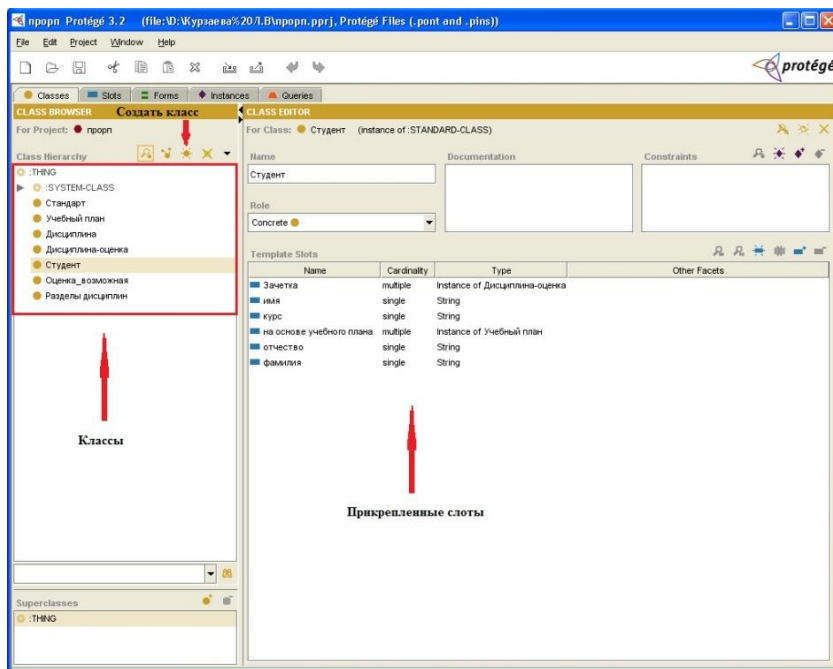 прорп Protégé 3.2 (file:\D:\Курзаева%20Л.В\прорп.pprj, Protégé Files (.pont and .pins))
File Edit Project Window Help
protégé
Classes Slots Forms Instances Queries
CLASS BROWSER Создать класс
For Project: прорп
Class Hierarchy
:THING
:SYSTEM-CLASS
Стандарт
Учебный план
Дисциплина
Дисциплина-оценка
Студент
Оценка_возможная
Разделы дисциплин
Классы
Superclasses
:THING
CLASS EDITOR
For Class: Студент (instance of :STANDARD-CLASS)
Name Documentation Constraints
Студент
Role
Concrete
Template Slots
Name Cardinality Type Other Facets
Зачетка multiple Instance of Дисциплина-оценка
имя single String
курс single String
на основе учебного плана multiple Instance of Учебный план
отчество single String
фамилия single String
Прикрепленные слоты